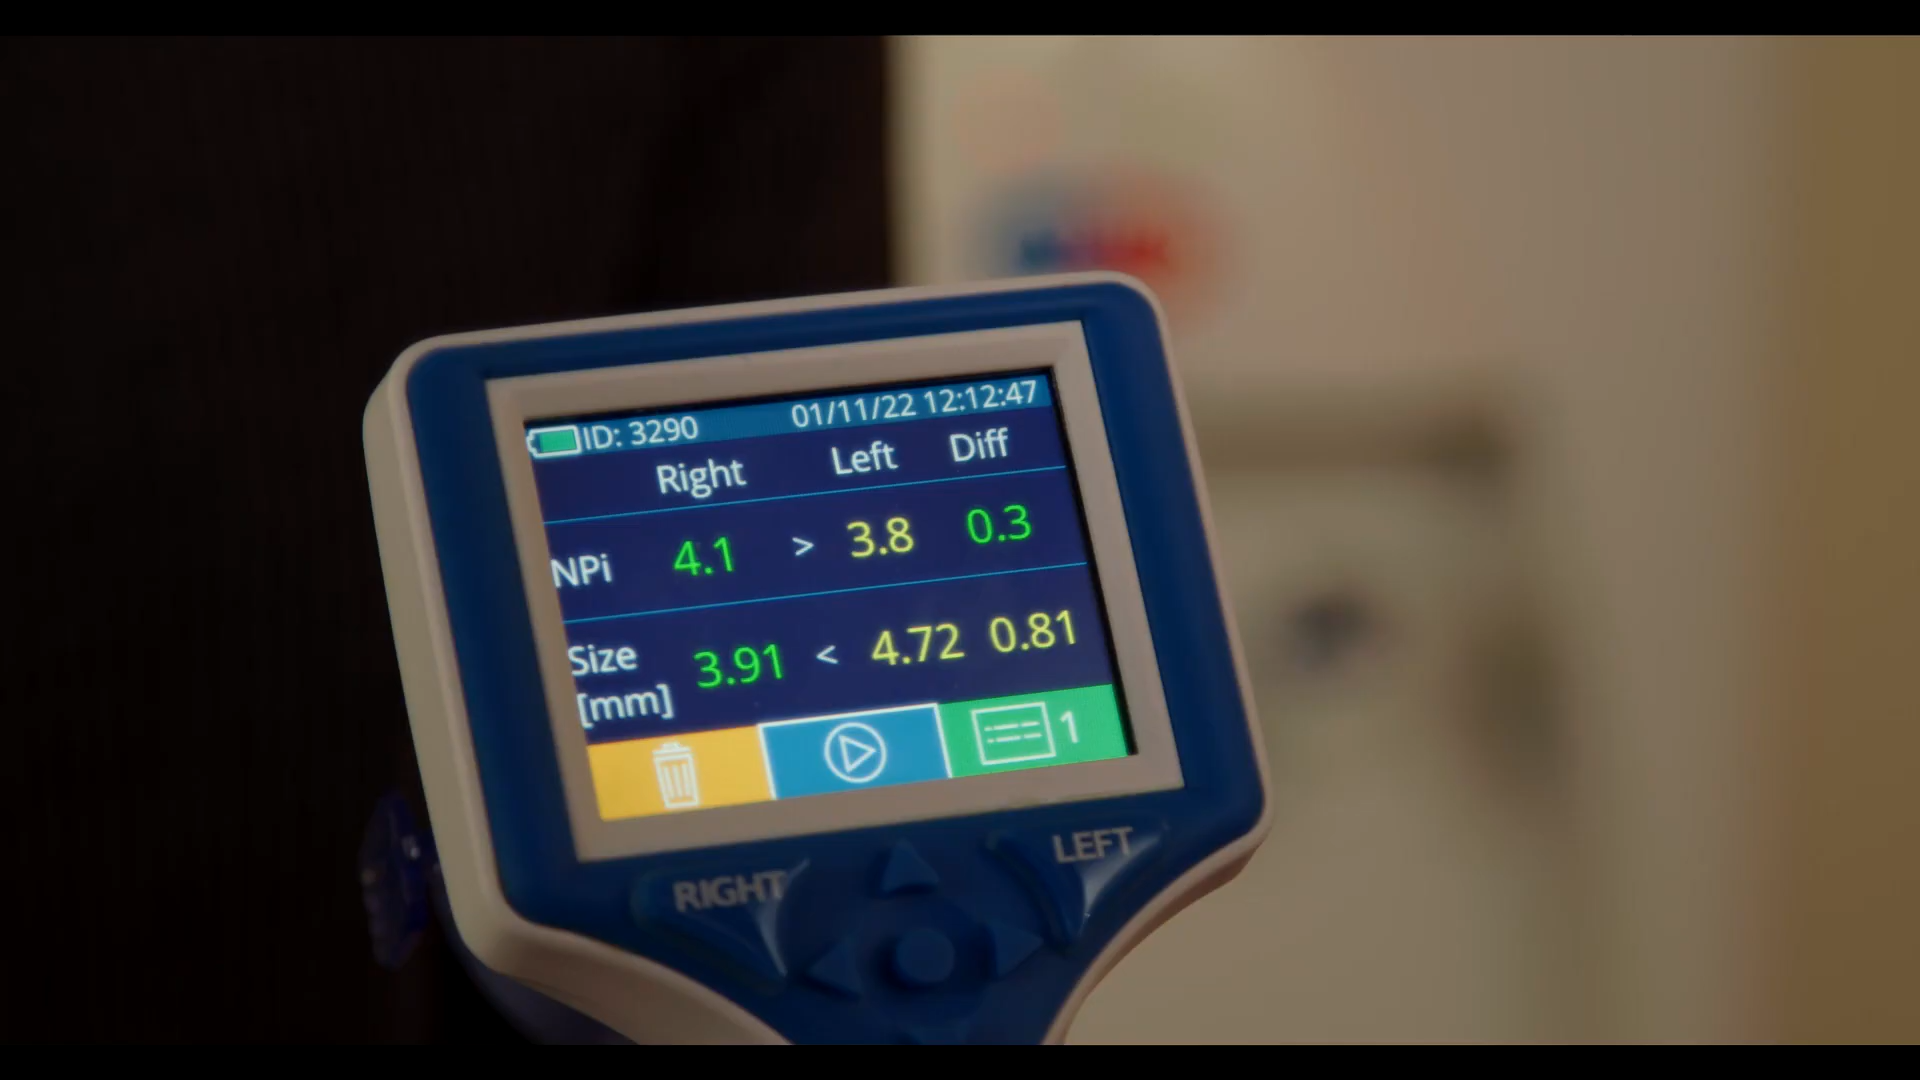 ID: 3290 01/11/22 12:12:47
Right Left Diff
NPi 4.1 > 3.8 0.3
Size
[mm] 3.91 < 4.72 0.81
1
RIGHT LEFT